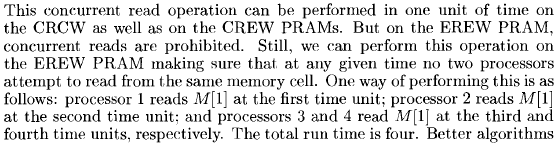 This concurrent read operation can be performed in one unit of time on
the CRCW as well as on the CREW PRAMs. But on the EREW PRAM,
concurrent reads are prohibited. Still, we can perform this operation on
the EREW PRAM making sure that at any given time no two processors
attempt to read from the same memory cell. One way of performing this is as
follows: processor 1 reads M[1] at the first time unit; processor 2 reads M[1]
at the second time unit; and processors 3 and 4 read M[1] at the third and
fourth time units, respectively. The total run time is four. Better algorithms